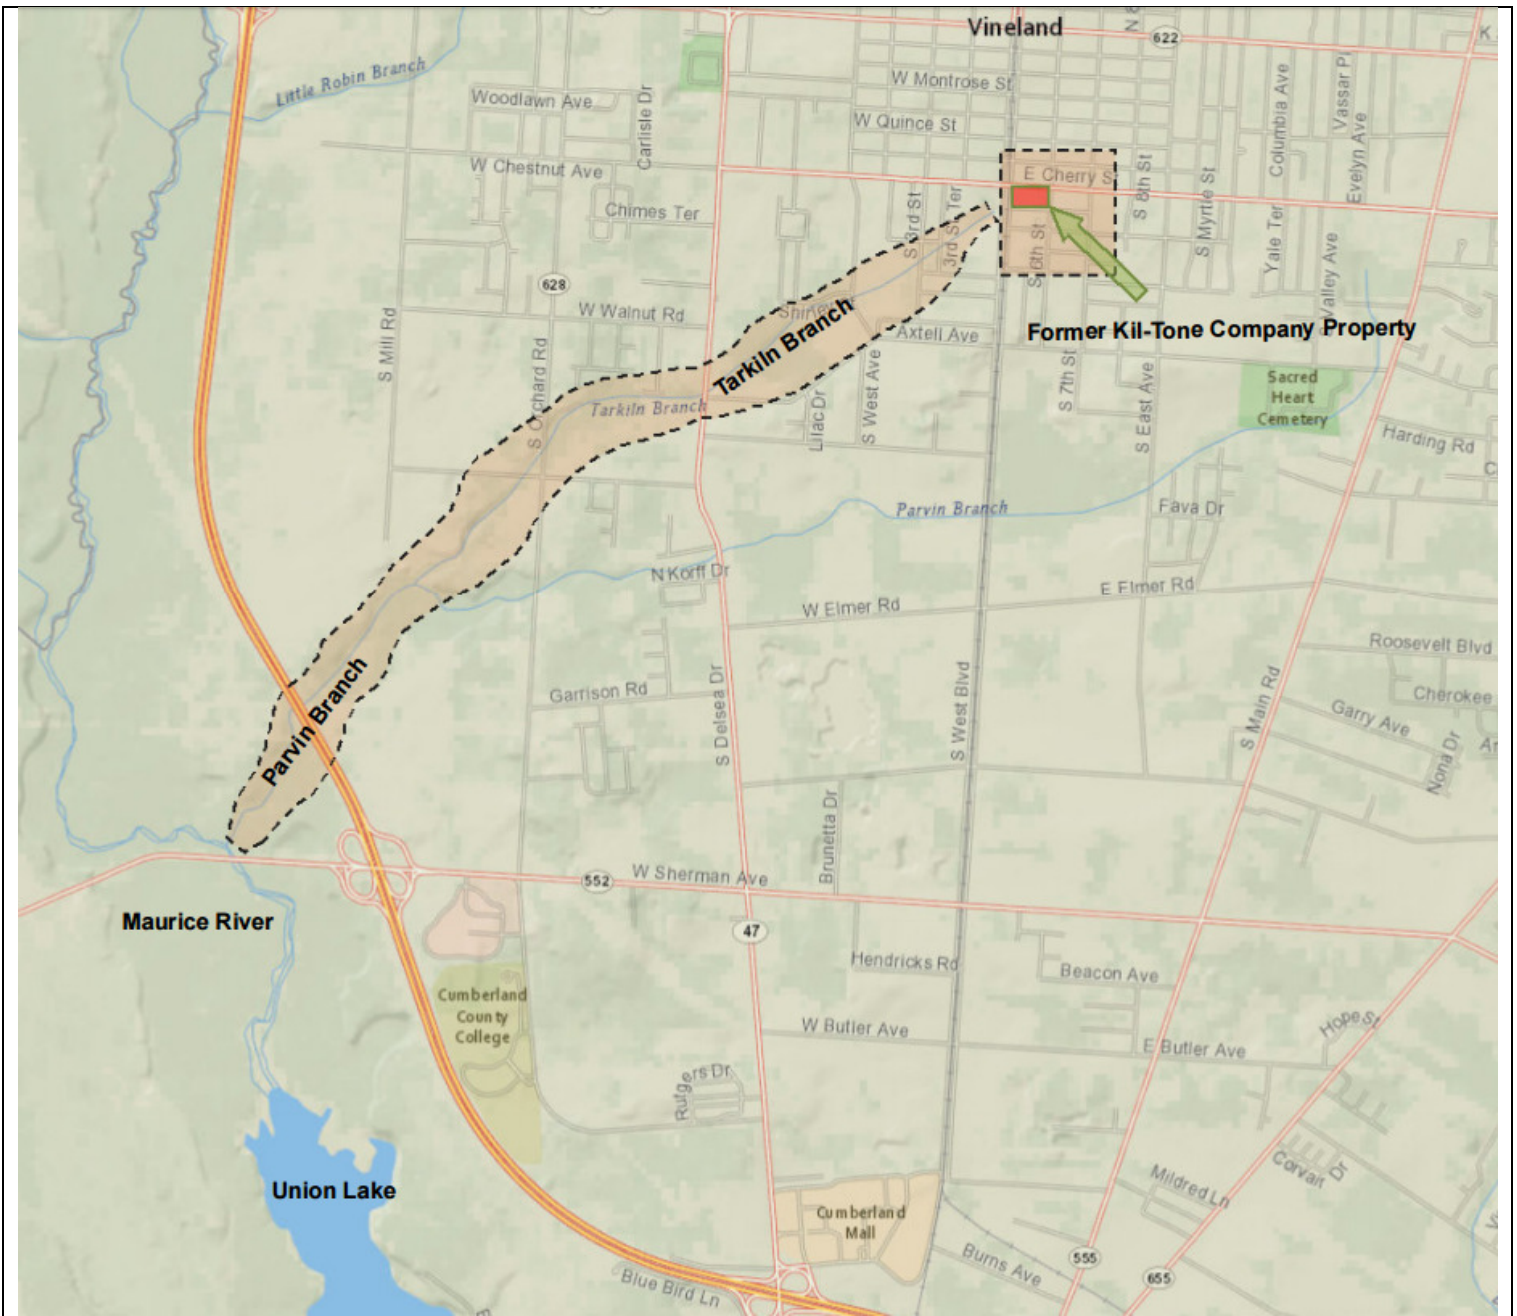 Vineland
N 8
622
K
Little Robin Branch
Woodlawn Ave
Carlisle Dr
W Montrose St
W Quince St
Columbia Ave
Vassar Pl
Evelyn Ave
W Chestnut Ave
E Cherry S
S 8th St
S Myrtle St
Chimes Ter
S 3rd St
3rd St Ter
S 6th St
Yale Ter
Valley Ave
628
W Walnut Rd
Shirley
S Mill Rd
S Orchard Rd
Tarkiln Branch
Axtell Ave
Former Kil-Tone Company Property
Tarkiln Branch
Lilac Dr
S West Ave
S 7th St
S East Ave
Sacred
Heart
Cemetery
Harding Rd
C
Parvin Branch
Fava Dr
N Korff Dr
W Elmer Rd
E Elmer Rd
Roosevelt Blvd
Parvin Branch
Garrison Rd
S Delsea Dr
S West Blvd
S Main Rd
Cherokee
Garry Ave
Nona Dr
Ar
Brunetta Dr
552
W Sherman Ave
Maurice River
47
Hendricks Rd
Beacon Ave
Cumberland
County
College
W Butler Ave
E Butler Ave
Hope St
Rutgers Dr
Corvait Dr
Union Lake
Mildred Ln
Cumberland
Mall
Burns Ave
555
655
Blue Bird Ln